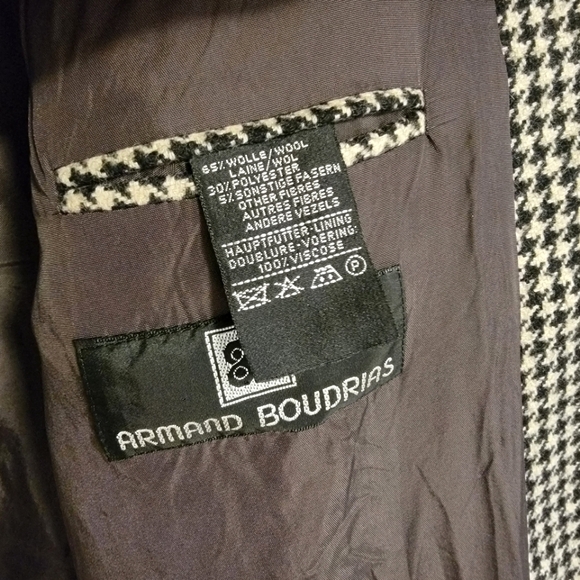 65% WOLLE/WOOL
LAINE/WOL
30% POLYESTER
5% SONSTIGE FASERN
OTHER FIBRES
AUTRES FIBRES
ANDERE VEZELS
HAUPTFUTTER-LINING
DOUBLURE-VOERING:
100% VISCOSE
P
ARMAND BOUDRIAS